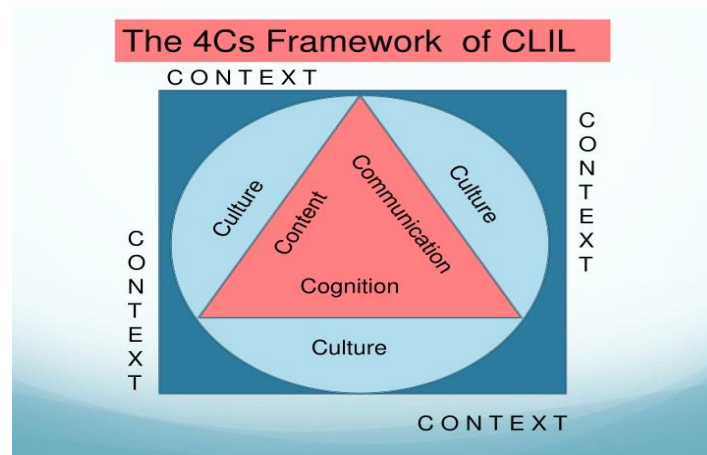 The 4Cs Framework of CLIL
CONTEXT
Culture
Content
Communication
Culture
Cognition
Culture
CONTEXT
CONTEXT
CONTEXT